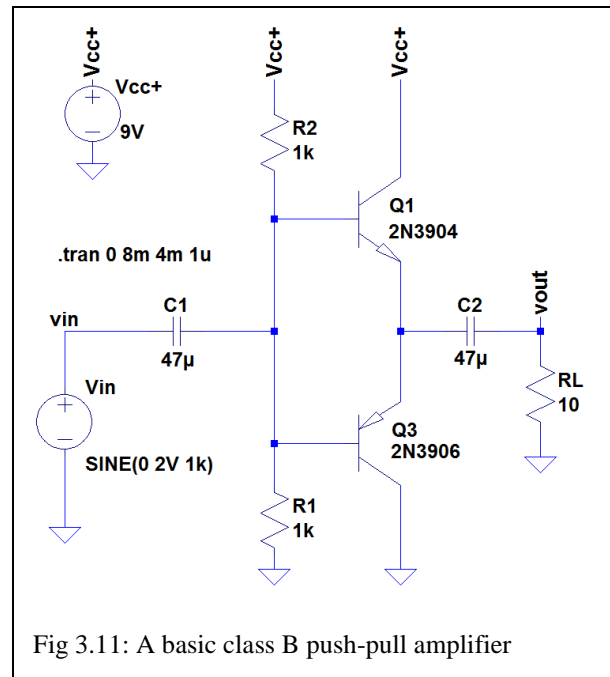 Vcc+
Vcc+
Vcc+
Vcc+
9V
R2
1k
Q1
2N3904
.tran 0 8m 4m 1u
C1
47µ
vin
C2
47µ
vout
Vin
SINE(0 2V 1k)
RL
10
Q3
2N3906
R1
1k
Fig 3.11: A basic class B push-pull amplifier